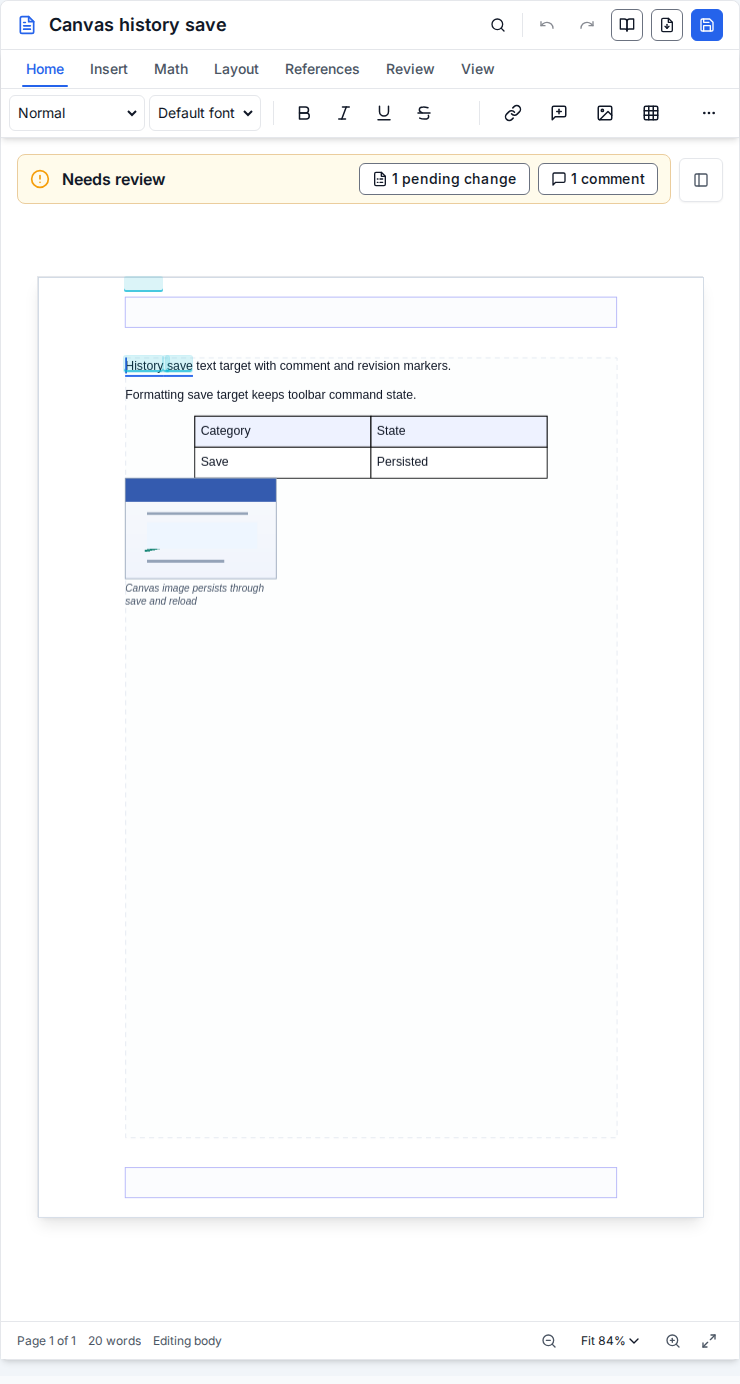 Canvas history save
Home Insert Math Layout References Review View
Normal Default font
Needs review 1 pending change 1 comment
History save text target with comment and revision markers.
Formatting save target keeps toolbar command state.
Category State
Save Persisted
Canvas image persists through
save and reload
Page 1 of 1 20 words Editing body Fit 84%